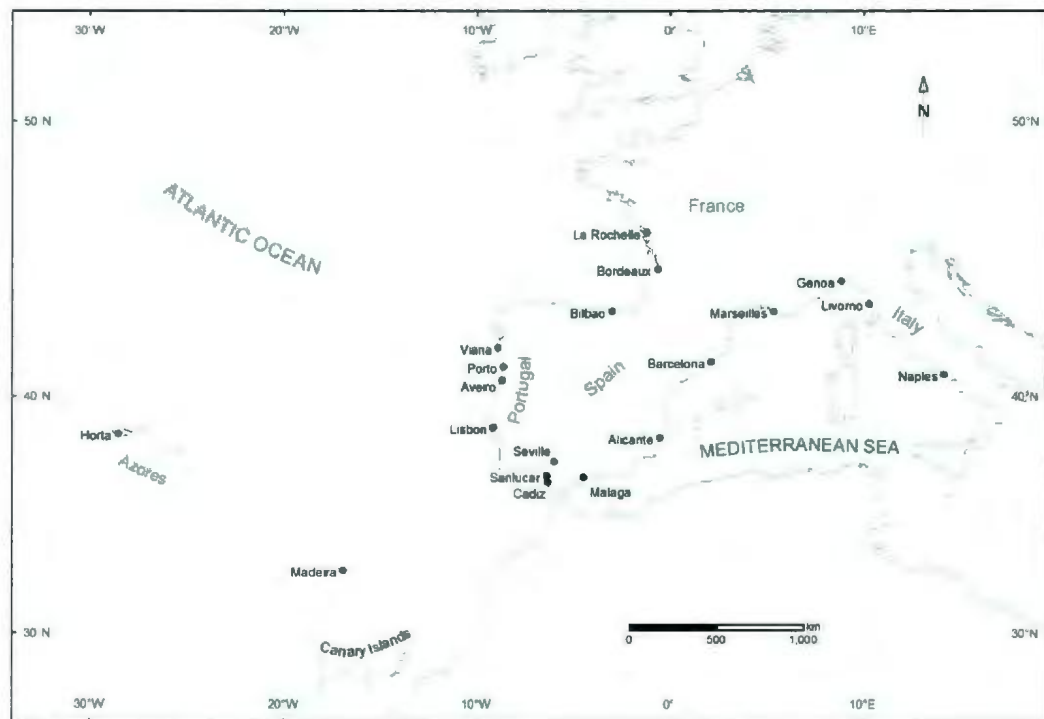 30°W 20°W 10°W 0° 10°E
N
50 N 50°N
ATLANTIC OCEAN
France
La Rochelle
Bordeaux
Genoa
Livorno
Italy
Bilbao
Marseilles
Viana
Porto
Aveiro
Portugal
Spain
Barcelona
Naples
40 N 40°N
Horta
Azores
Lisbon
Alicante
MEDITERRANEAN SEA
Seville
Sanlucar
Cadiz
Malaga
Madeira
Canary Islands
km
0 500 1,000
30 N 30°N
30°W 20°W 10°W 0° 10°E